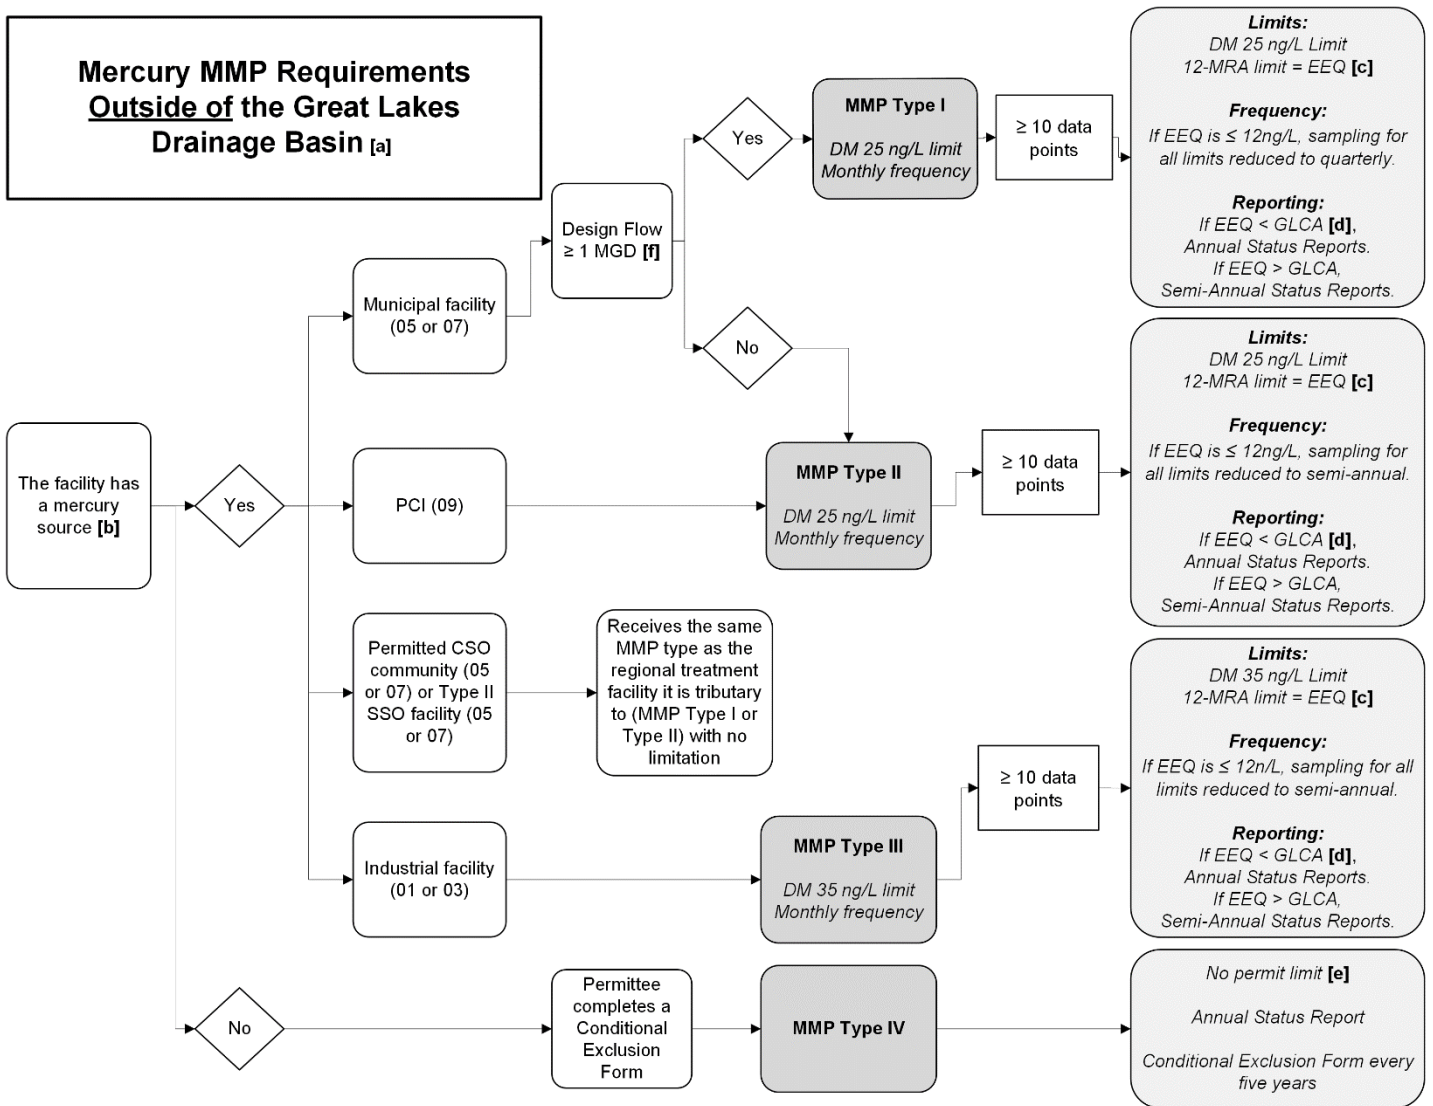 Mercury MMP Requirements
Outside of the Great Lakes
Drainage Basin [a]
The facility has
a mercury
source [b]
Yes
Municipal facility
(05 or 07)
Design Flow
≥ 1 MGD [f]
Yes
MMP Type I
DM 25 ng/L limit
Monthly frequency
≥ 10 data
points
Limits:
DM 25 ng/L Limit
12-MRA limit = EEQ [c]
Frequency:
If EEQ is ≤ 12ng/L, sampling for
all limits reduced to quarterly.
Reporting:
If EEQ < GLCA [d],
Annual Status Reports.
If EEQ > GLCA,
Semi-Annual Status Reports.
No
PCI (09)
MMP Type II
DM 25 ng/L limit
Monthly frequency
≥ 10 data
points
Limits:
DM 25 ng/L Limit
12-MRA limit = EEQ [c]
Frequency:
If EEQ is ≤ 12ng/L, sampling for
all limits reduced to semi-annual.
Reporting:
If EEQ < GLCA [d],
Annual Status Reports.
If EEQ > GLCA,
Semi-Annual Status Reports.
Permitted CSO
community (05
or 07) or Type II
SSO facility (05
or 07)
Receives the same
MMP type as the
regional treatment
facility it is tributary
to (MMP Type I or
Type II) with no
limitation
Industrial facility
(01 or 03)
MMP Type III
DM 35 ng/L limit
Monthly frequency
≥ 10 data
points
Limits:
DM 35 ng/L Limit
12-MRA limit = EEQ [c]
Frequency:
If EEQ is ≤ 12n/L, sampling for all
limits reduced to semi-annual.
Reporting:
If EEQ < GLCA [d],
Annual Status Reports.
If EEQ > GLCA,
Semi-Annual Status Reports.
No
Permittee
completes a
Conditional
Exclusion
Form
MMP Type IV
No permit limit [e]
Annual Status Report
Conditional Exclusion Form every
five years